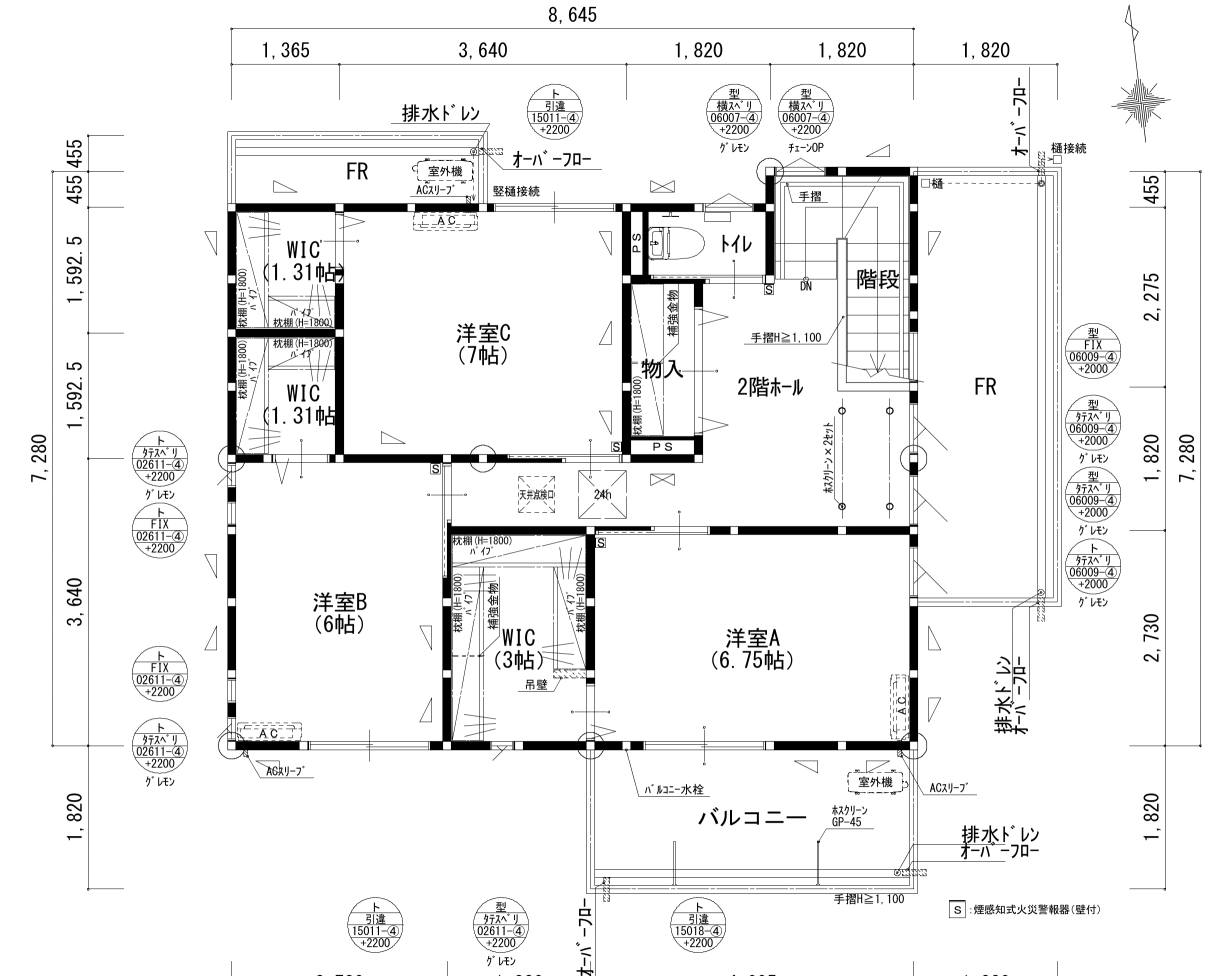 8,645
1,365
3,640
1,820
1,820
1,820
ト
引違
15011-④
+2200
型
横スベリ
06007-④
+2200
グレモン
型
横スベリ
06007-④
+2200
チェーンOP
排水ドレン
オーバーフロー
オーバーフロー
樋接続
樋
FR
室外機
ACスリーブ
竪樋接続
手摺
455
455
1,592.5
1,592.5
7,280
3,640
1,820
455
2,275
1,820
2,730
1,820
7,280
AC
WIC
(1.31帖)
枕棚(H=1800)
パイプ
パイプ
枕棚(H=1800)
枕棚(H=1800)
パイプ
枕棚(H=1800)
パイプ
WIC
(1.31帖
洋室C
(7帖)
PS
トイレ
S
DN
階段
補強金物
物入
枕棚(H=1800)
PS
手摺H≧1,100
2階ホール
FR
ホスクリーン×2セット
型
FIX
06009-④
+2000
型
タテスベリ
06009-④
+2000
グレモン
型
タテスベリ
06009-④
+2000
グレモン
ト
タテスベリ
06009-④
+2000
グレモン
ト
タテスベリ
02611-④
+2200
グレモン
ト
FIX
02611-④
+2200
ト
FIX
02611-④
+2200
ト
タテスベリ
02611-④
+2200
グレモン
S
S
天井点検口
24h
枕棚(H=1800)
パイプ
S
枕棚(H=1800)
パイプ
補強金物
パイプ
枕棚(H=1800)
洋室B
(6帖)
WIC
(3帖)
吊壁
洋室A
(6.75帖)
AC
AC
排水ドレン
オーバーフロー
ACスリーブ
バルコニー水栓
室外機
ACスリーブ
バルコニー
ホスクリーン
GP-45
排水ドレン
オーバーフロー
手摺H≧1,100
オーバーフロー
S:煙感知式火災警報器(壁付)
ト
引違
15011-④
+2200
型
タテスベリ
02611-④
+2200
グレモン
ト
引違
15018-④
+2200